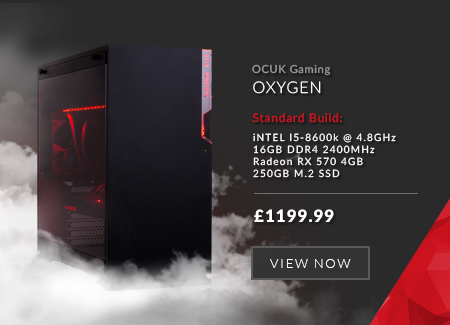 OCUK Gaming
OXYGEN
Standard Build:
iNTEL I5-8600k @ 4.8GHz
16GB DDR4 2400MHz
Radeon RX 570 4GB
250GB M.2 SSD
£1199.99
VIEW NOW